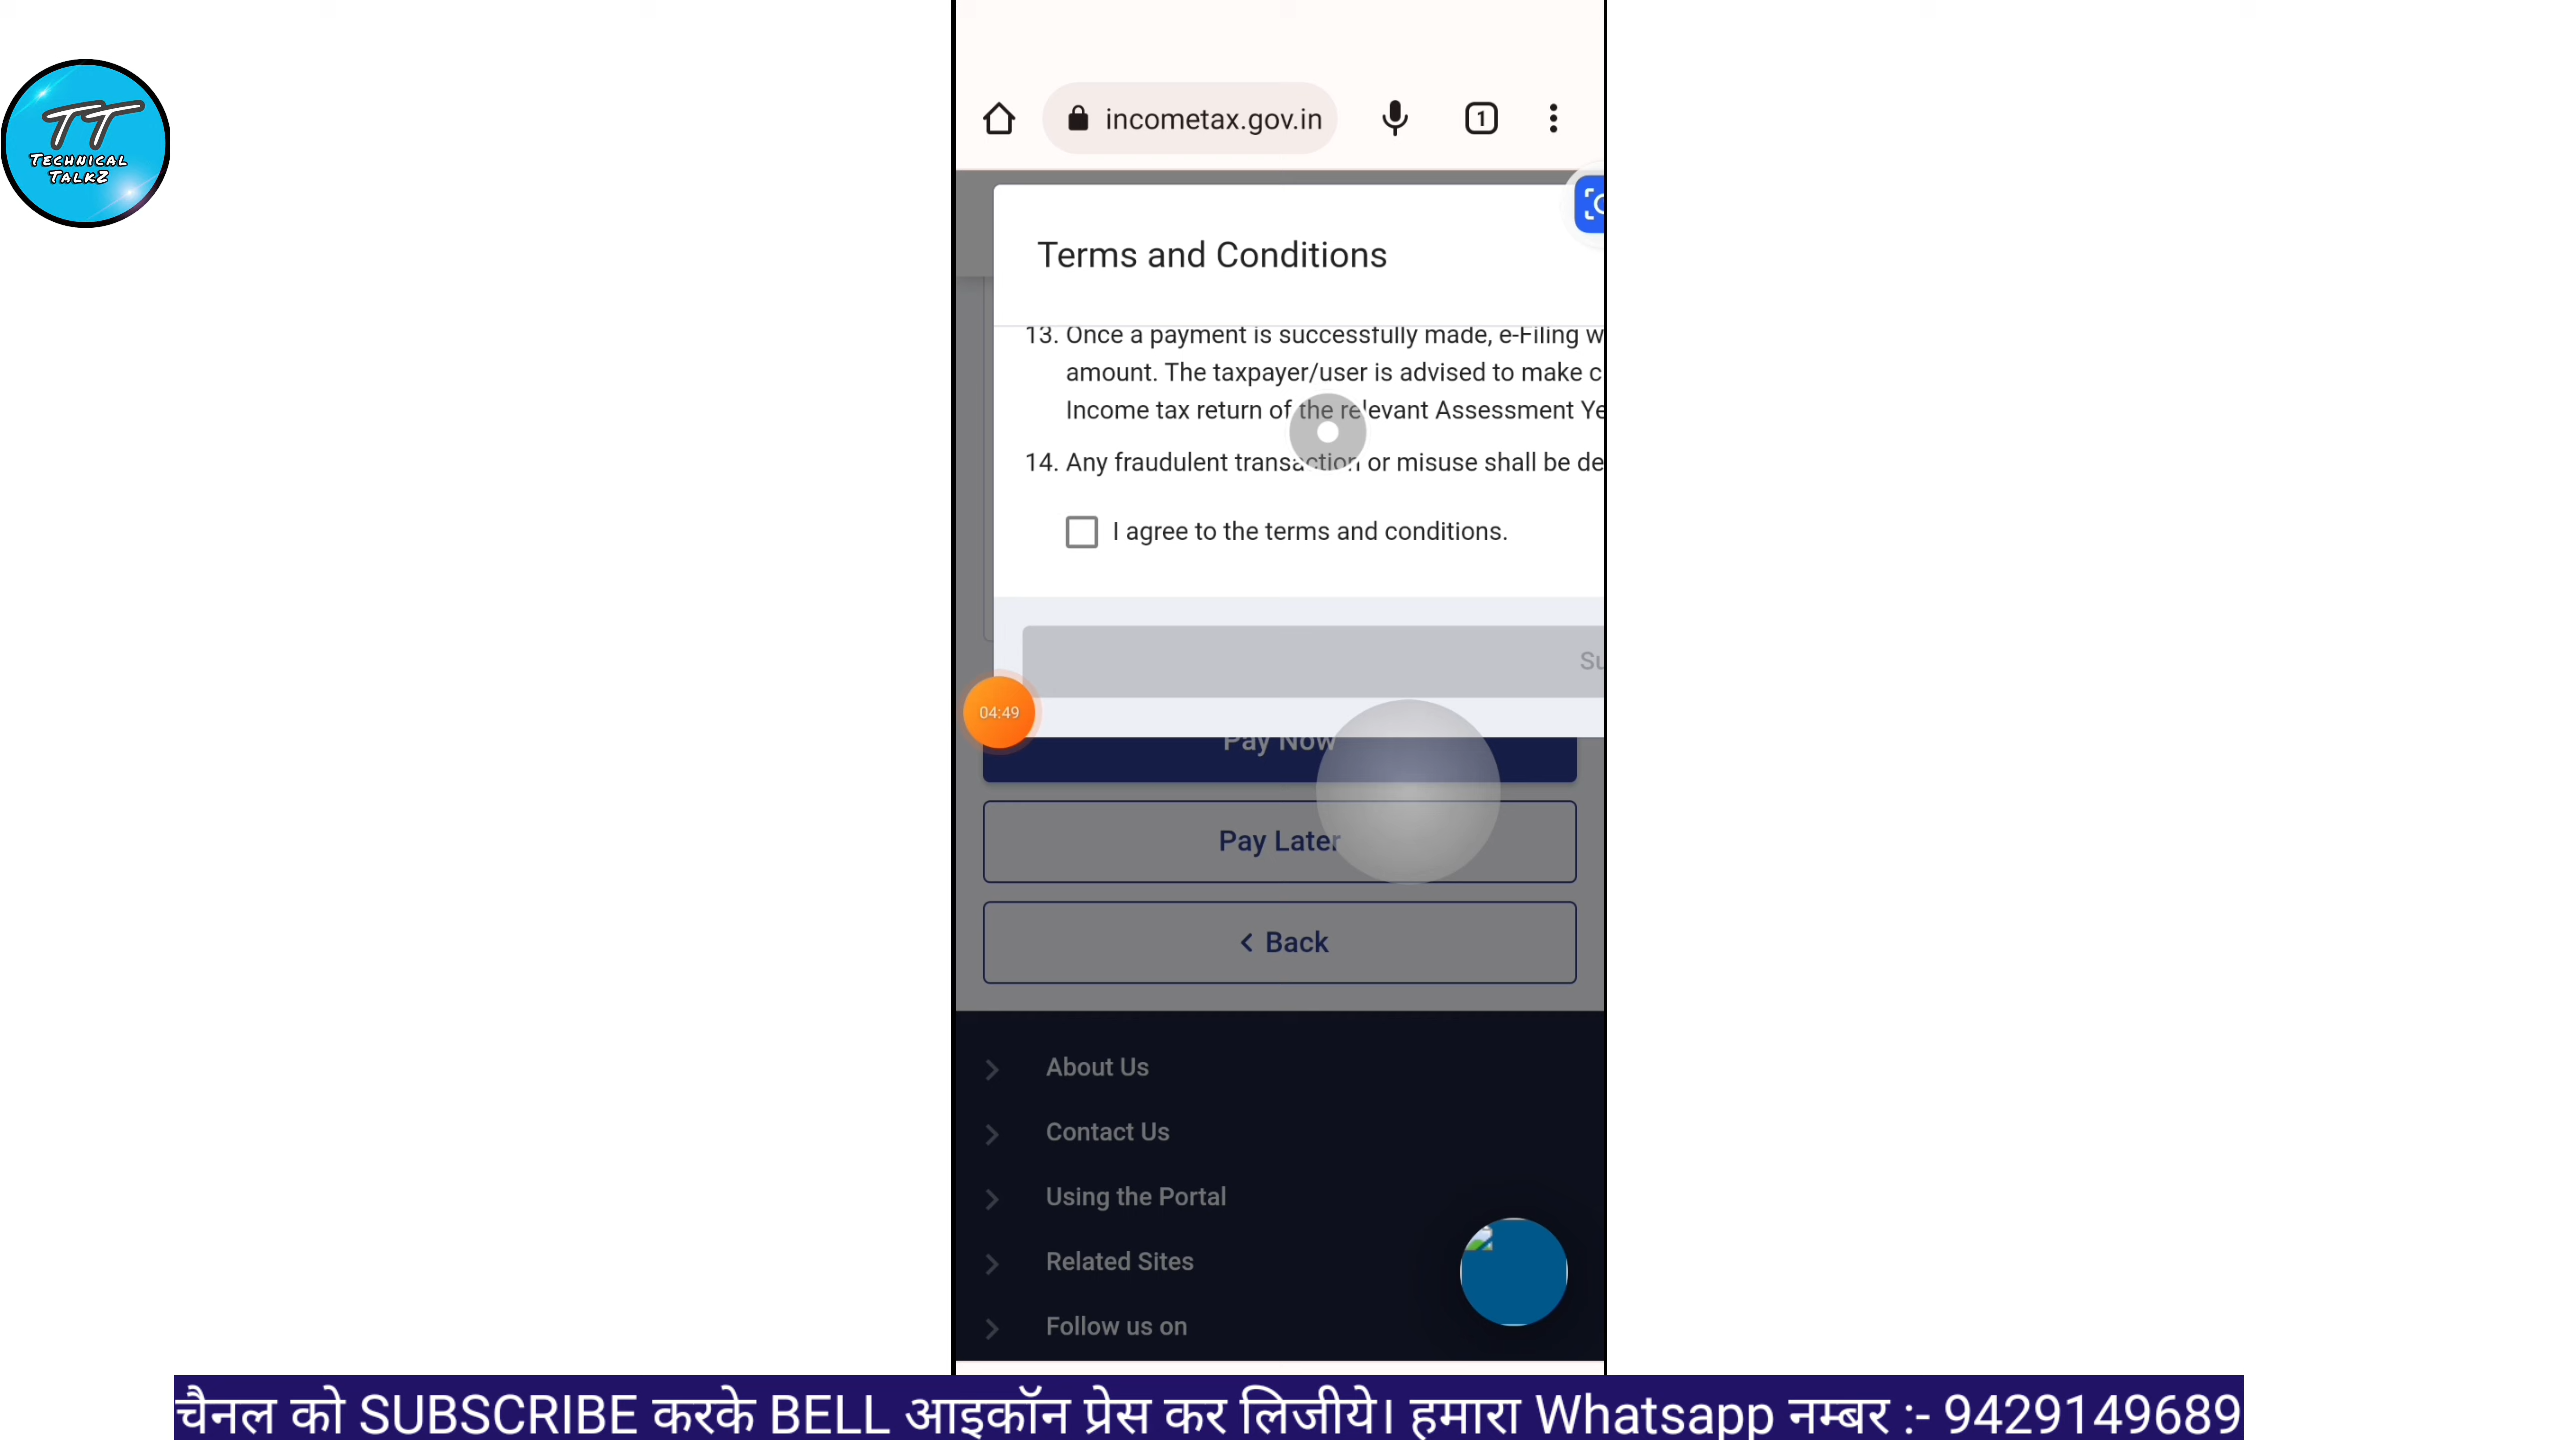 TT
TECHNICAL
TALKZ
incometax.gov.in
1
Terms and Conditions
13. Once a payment is successfully made, e-Filing w
amount. The taxpayer/user is advised to make c
Income tax return of the relevant Assessment Ye
14. Any fraudulent transaction or misuse shall be de
I agree to the terms and conditions.
Su
04:49
Pay Now
Pay Later
Back
About Us
Contact Us
Using the Portal
Related Sites
Follow us on
चैनल को SUBSCRIBE करके BELL आइकॉन प्रेस कर लिजीये। हमारा Whatsapp नम्बर :- 9429149689